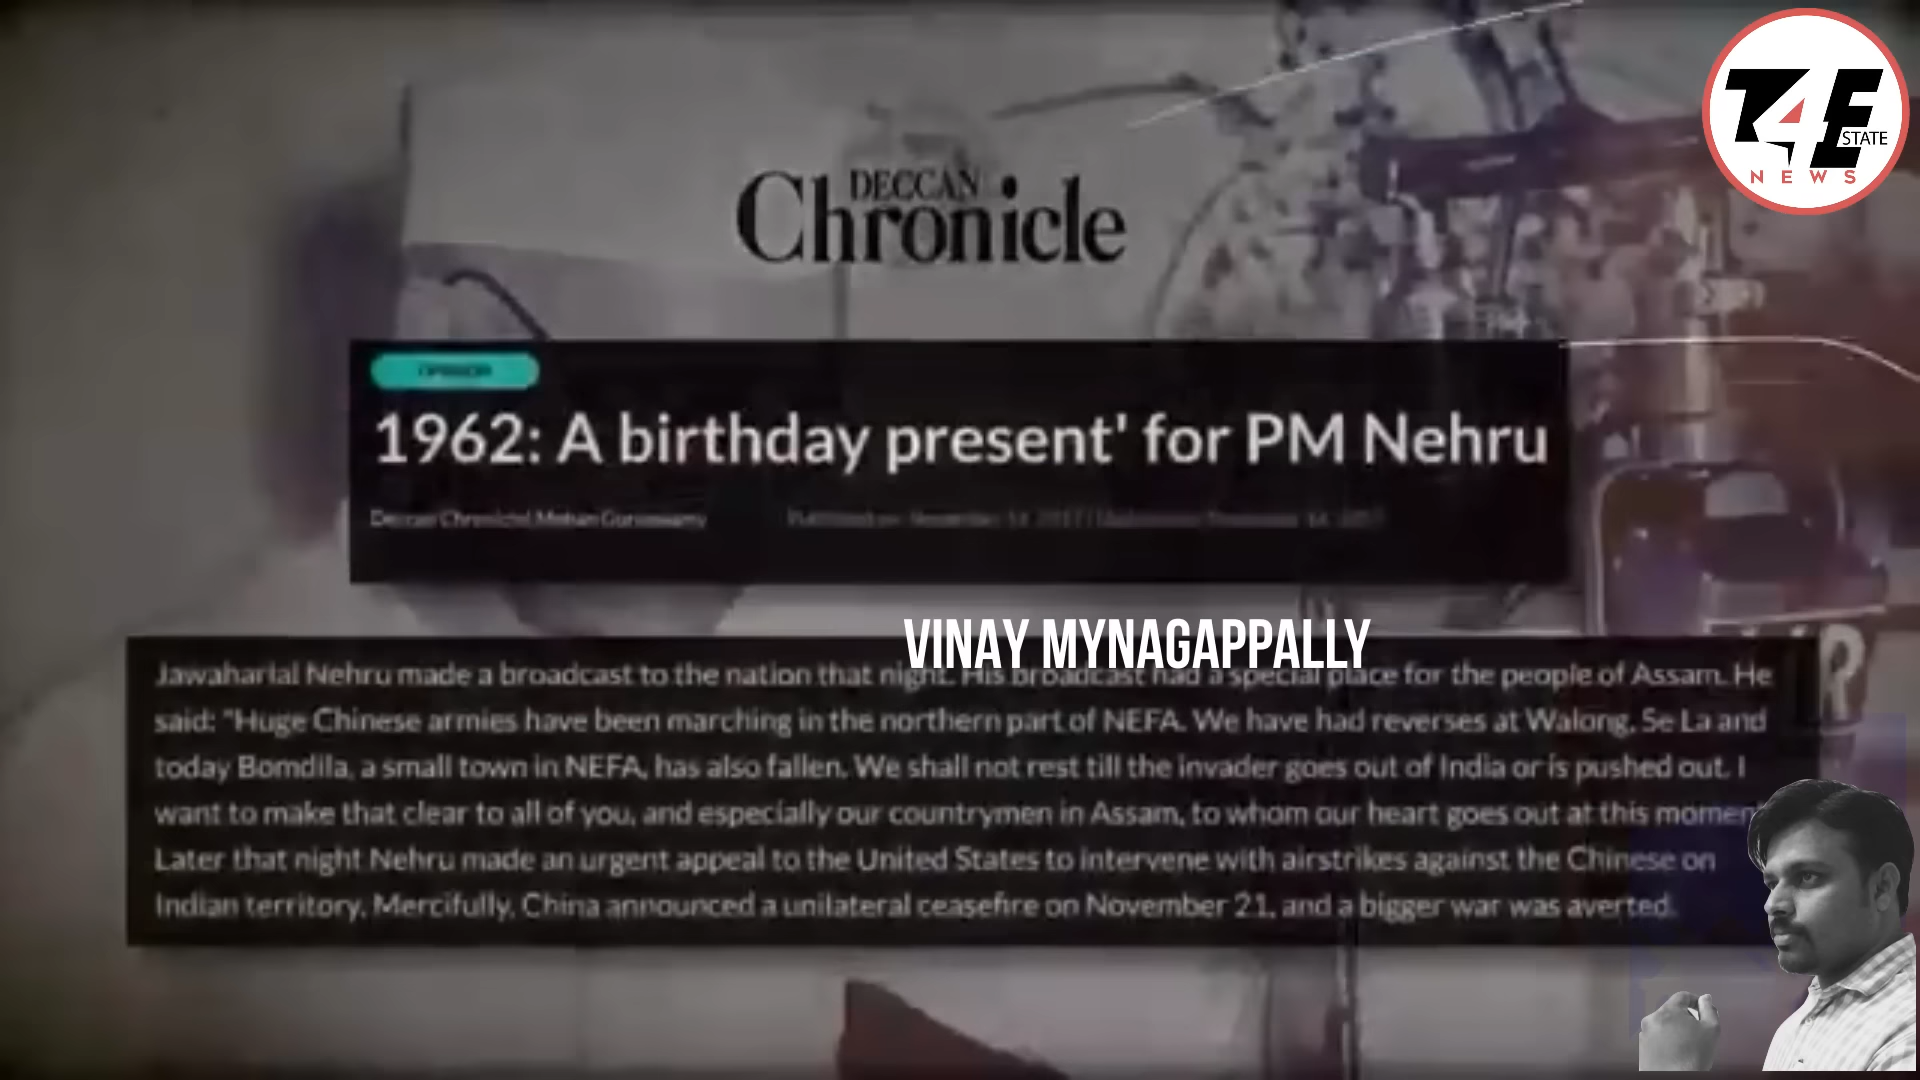 T4E
STATE
NEWS
DECCAN
Chronicle
OPINION
1962: A birthday present' for PM Nehru
Deccan Chronicle| Mohan Guruswamy
VINAY MYNAGAPPALLY
Jawaharlal Nehru made a broadcast to the nation that night. His broadcast had a special place for the people of Assam. He
said: "Huge Chinese armies have been marching in the northern part of NEFA. We have had reverses at Walong, Se La and
today Bomdila, a small town in NEFA, has also fallen. We shall not rest till the invader goes out of India or is pushed out. I
want to make that clear to all of you, and especially our countrymen in Assam, to whom our heart goes out at this moment
Later that night Nehru made an urgent appeal to the United States to intervene with airstrikes against the Chinese on
Indian territory. Mercifully, China announced a unilateral ceasefire on November 21, and a bigger war was averted.